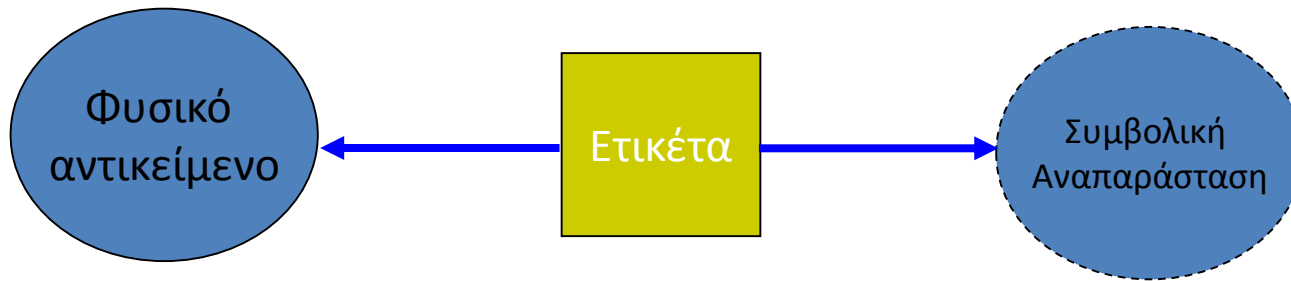 Φυσικό
αντικείμενο
Ετικέτα
Συμβολική
Αναπαράσταση